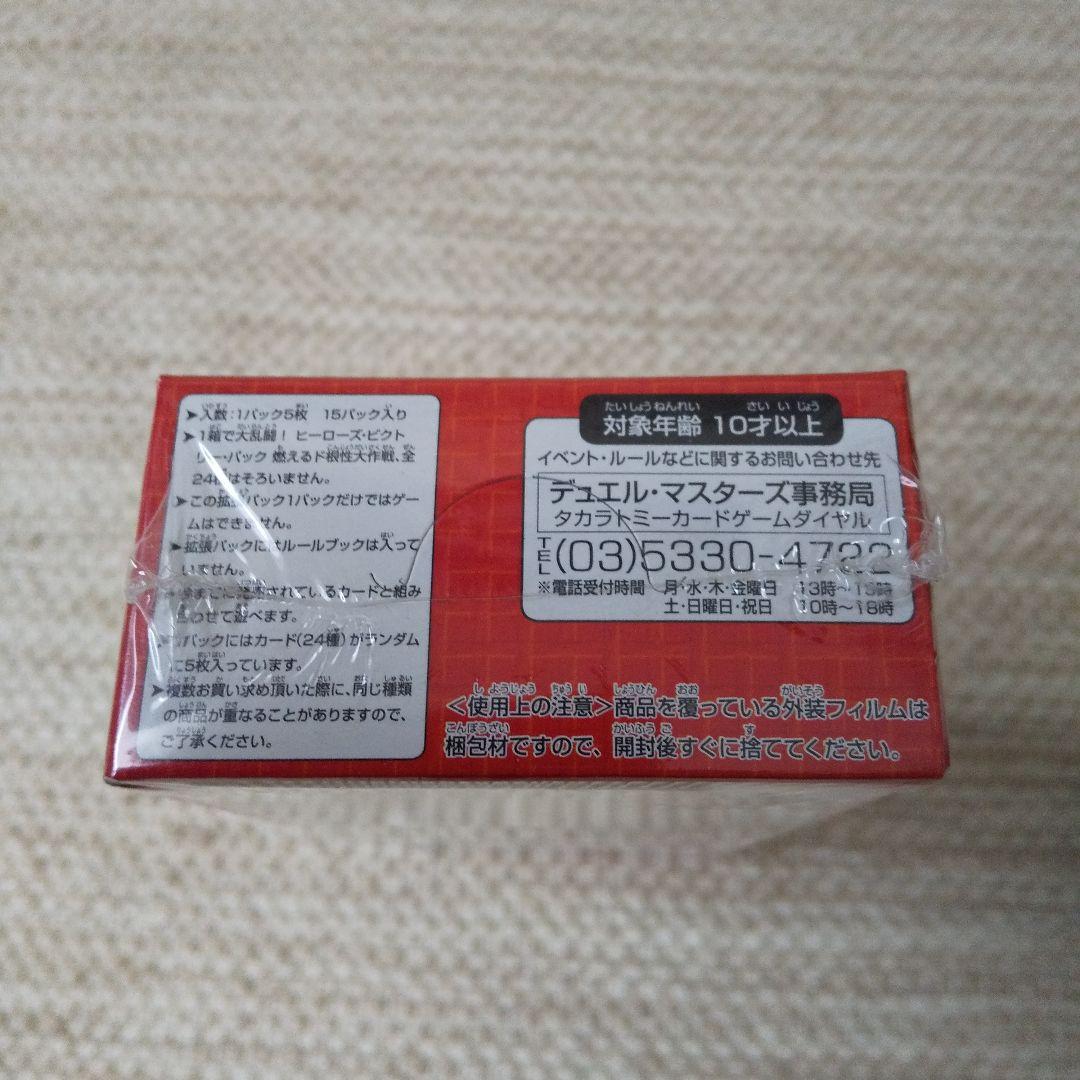 ➤入数：1パック5枚　15パック入り
➤1箱で大乱闘！ ヒーローズ・ビクト
リー・パック 燃えるド根性大作戦、全
24種はそろいません。
➤この拡張パック1パックだけではゲー
ムはできません。
➤拡張パックにはルールブックは入って
いません。
されているカードと組み
合わせて遊べます。
パックにはカード(24種)がランダム
に5枚入っています。
➤複数お買い求め頂いた際に、同じ種類
の商品が重なることがありますので、
ご了承ください。
対象年齢 10才以上
イベント・ルールなどに関するお問い合わせ先
デュエル・マスターズ事務局
タカラトミーカードゲームダイヤル
TEL(03)5330-4722
※電話受付時間　月・水・木・金曜日　13時〜
土・日曜日・祝日　10時〜18時
＜使用上の注意＞商品を覆っている外装フィルムは
梱包材ですので、開封後すぐに捨ててください。